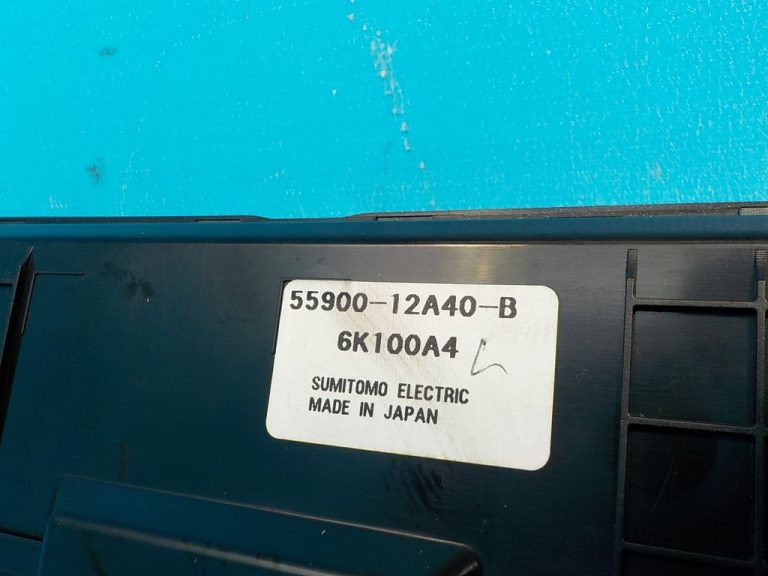 55900-12A40-B
6K100A4
SUMITOMO ELECTRIC
MADE IN JAPAN